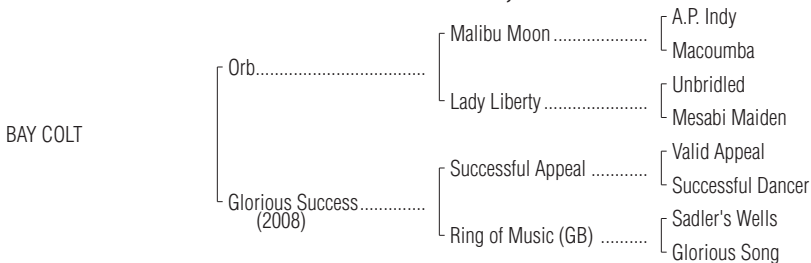 A.P. Indy
Malibu Moon ......................
Macoumba
Orb........................................
Unbridled
Lady Liberty ........................
Mesabi Maiden
BAY COLT
Valid Appeal
Successful Appeal .............
Successful Dancer
Glorious Success...............
(2008)
Sadler's Wells
Ring of Music (GB) ...........
Glorious Song